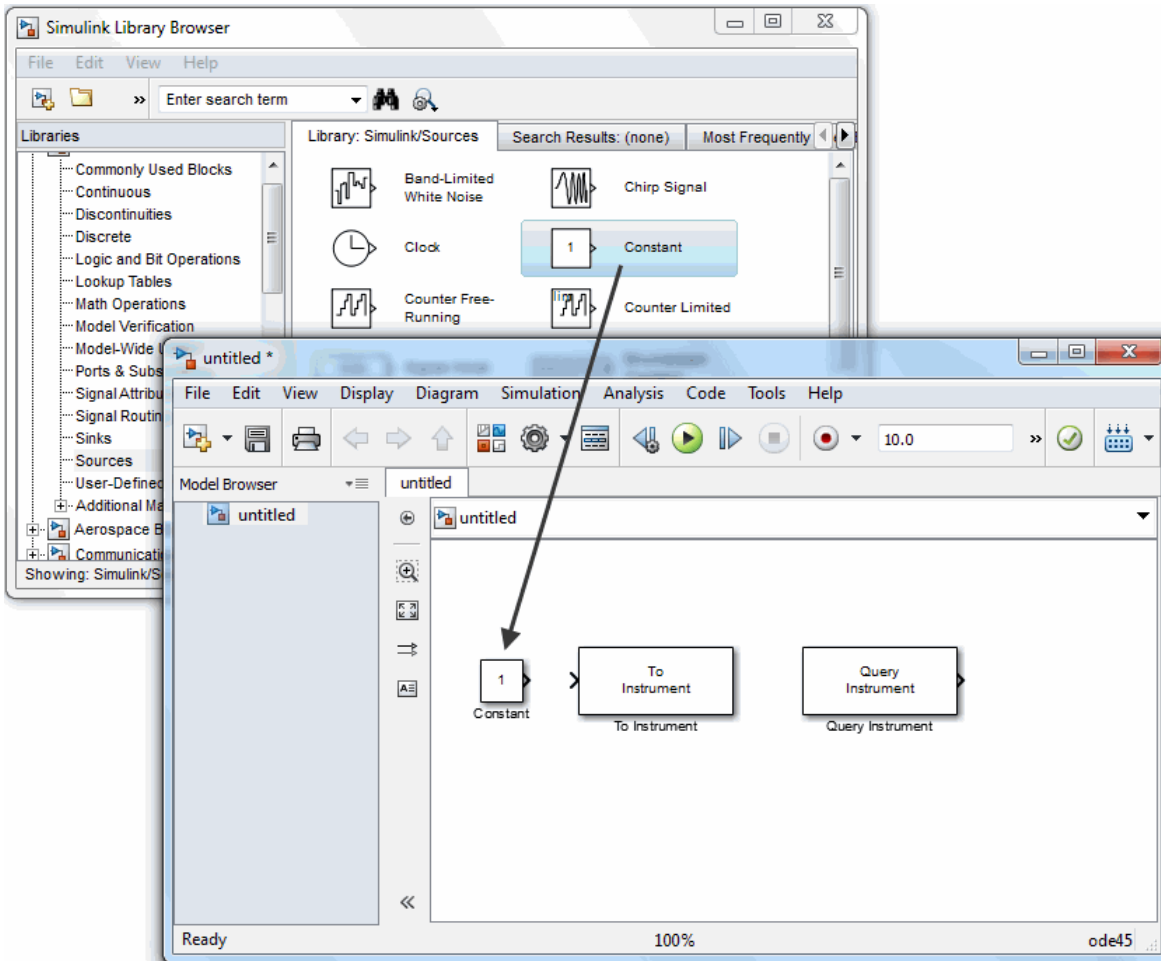 Simulink Library Browser
File Edit View Help
» Enter search term
Libraries
Library: Simulink/Sources Search Results: (none) Most Frequently
Commonly Used Blocks
Continuous
Discontinuities
Discrete
Logic and Bit Operations
Lookup Tables
Math Operations
Model Verification
Model-Wide
Ports & Subs
Signal Attribu
Signal Routin
Sinks
Sources
User-Defined
Additional Ma
Aerospace B
Communicati
Showing: Simulink/S
Band-Limited
White Noise
Chirp Signal
Clock
1
Constant
Counter Free-
Running
Counter Limited
untitled *
File Edit View Display Diagram Simulation Analysis Code Tools Help
10.0 »
Model Browser
untitled
untitled
untitled
1
Constant
To
Instrument
To Instrument
Query
Instrument
Query Instrument
Ready 100% ode45